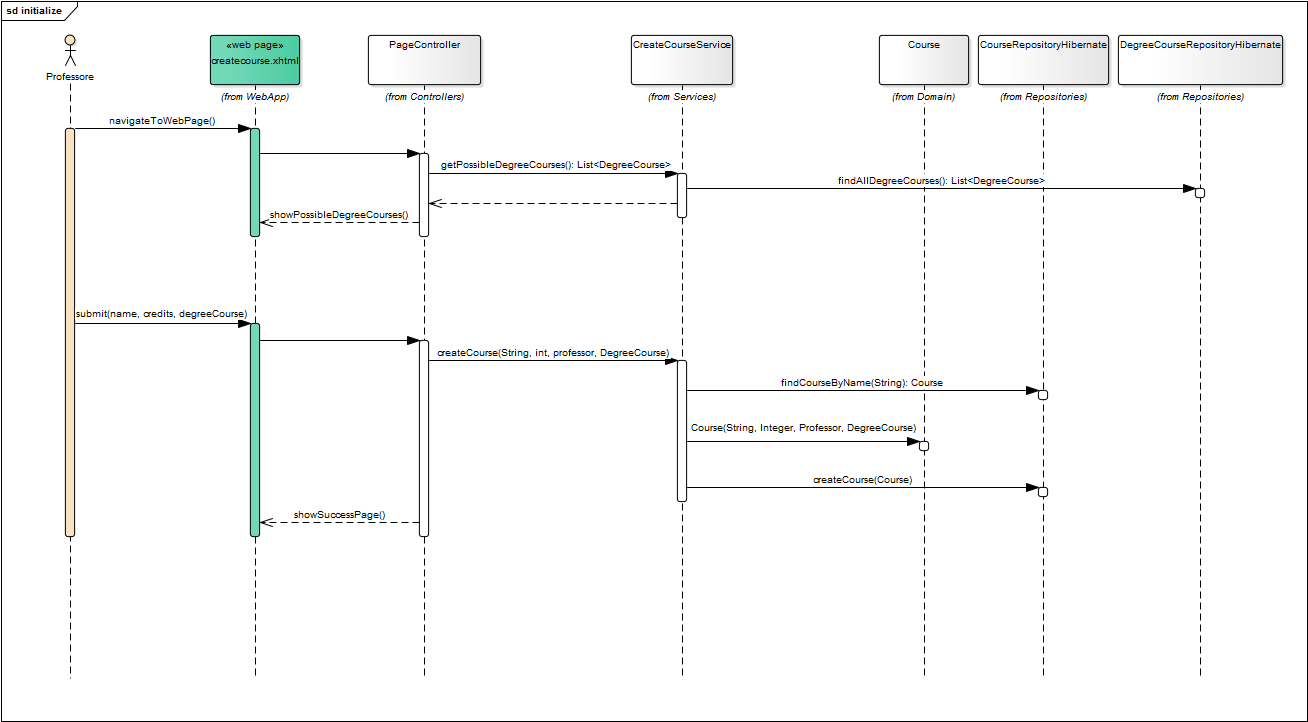 sd initialize
Professore
«web page»
createcourse.xhtml
(from WebApp)
PageController
(from Controllers)
CreateCourseService
(from Services)
Course
(from Domain)
CourseRepositoryHibernate
(from Repositories)
DegreeCourseRepositoryHibernate
(from Repositories)
navigateToWebPage()
getPossibleDegreeCourses(): List<DegreeCourse>
findAllDegreeCourses(): List<DegreeCourse>
showPossibleDegreeCourses()
submit(name, credits, degreeCourse)
createCourse(String, int, professor, DegreeCourse)
findCourseByName(String): Course
Course(String, Integer, Professor, DegreeCourse)
createCourse(Course)
showSuccessPage()